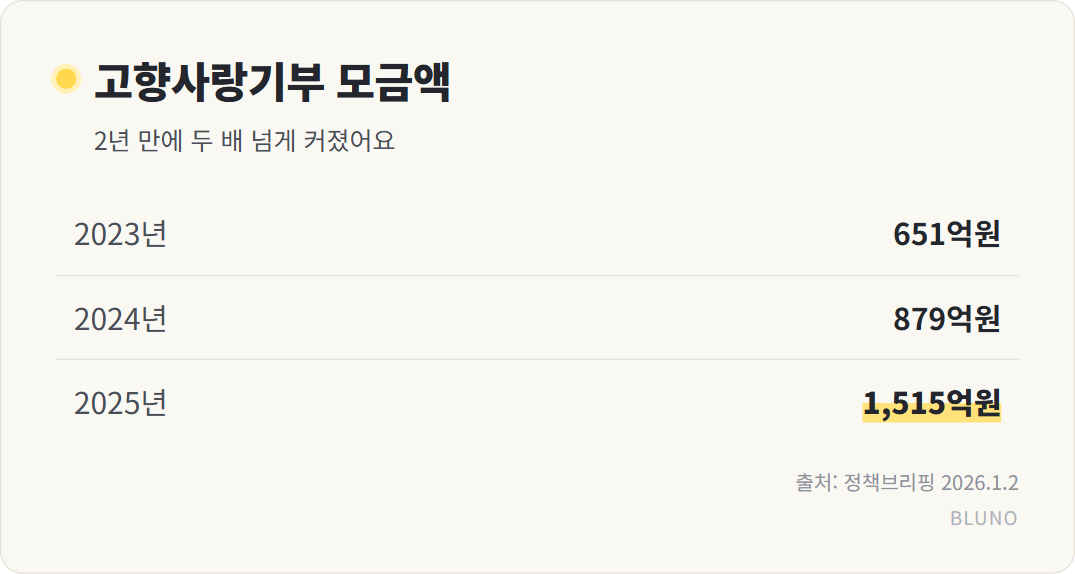 고향사랑기부 모금액
2년 만에 두 배 넘게 커졌어요
2023년 651억원
2024년 879억원
2025년 1,515억원
출처: 정책브리핑 2026.1.2
BLUNO